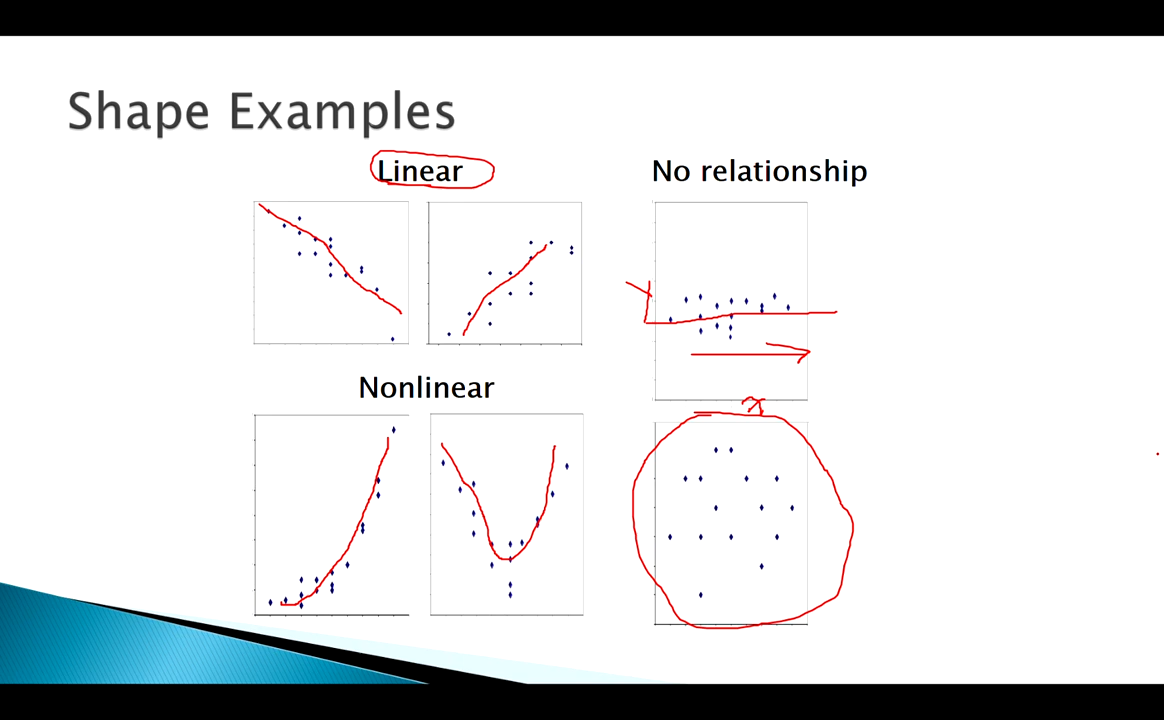 Shape Examples
Linear
No relationship
Y
x
Nonlinear